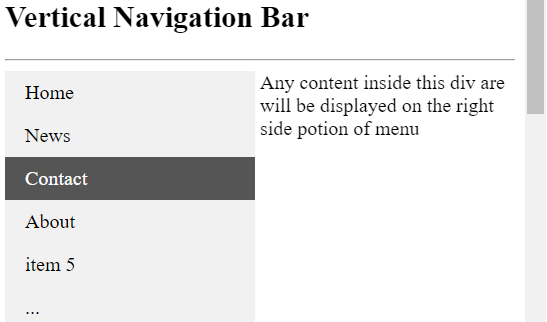 Vertical Navigation Bar
Home
News
Contact
About
item 5
...
Any content inside this div are
will be displayed on the right
side potion of menu